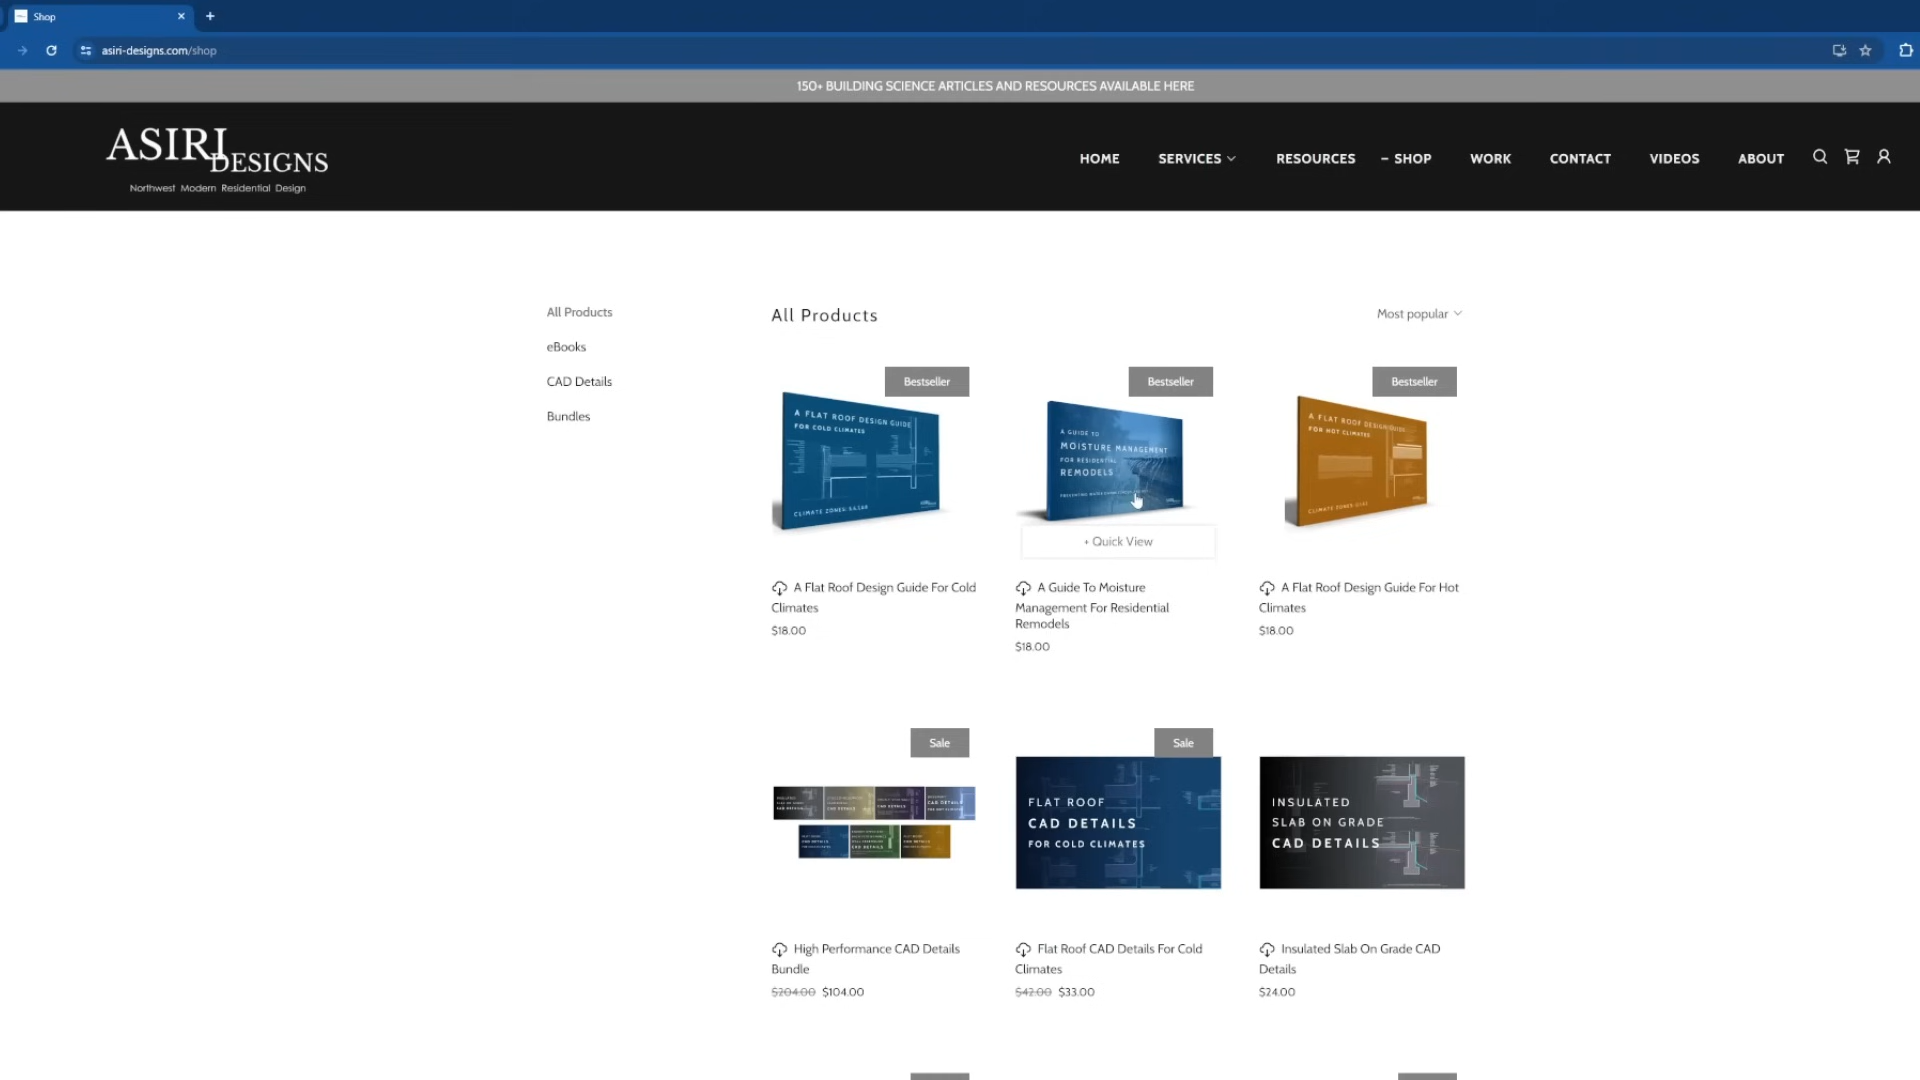 Shop
asiri-designs.com/shop
150+ BUILDING SCIENCE ARTICLES AND RESOURCES AVAILABLE HERE
ASIRI
DESIGNS
Northwest Modern Residential Design
HOME
SERVICES
RESOURCES
– SHOP
WORK
CONTACT
VIDEOS
ABOUT
All Products
eBooks
CAD Details
Bundles
All Products
Most popular
Bestseller
A FLAT ROOF DESIGN GUIDE
FOR COLD CLIMATES
Bestseller
A GUIDE TO
MOISTURE MANAGEMENT
FOR RESIDENTIAL
REMODELS
+ Quick View
Bestseller
A FLAT ROOF DESIGN GUIDE
FOR HOT CLIMATES
A Flat Roof Design Guide For Cold
Climates
$18.00
A Guide To Moisture
Management For Residential
Remodels
$18.00
A Flat Roof Design Guide For Hot
Climates
$18.00
Sale
Sale
FLAT ROOF
CAD DETAILS
FOR COLD CLIMATES
INSULATED
SLAB ON GRADE
CAD DETAILS
High Performance CAD Details
Bundle
$204.00 $104.00
Flat Roof CAD Details For Cold
Climates
$42.00 $33.00
Insulated Slab On Grade CAD
Details
$24.00